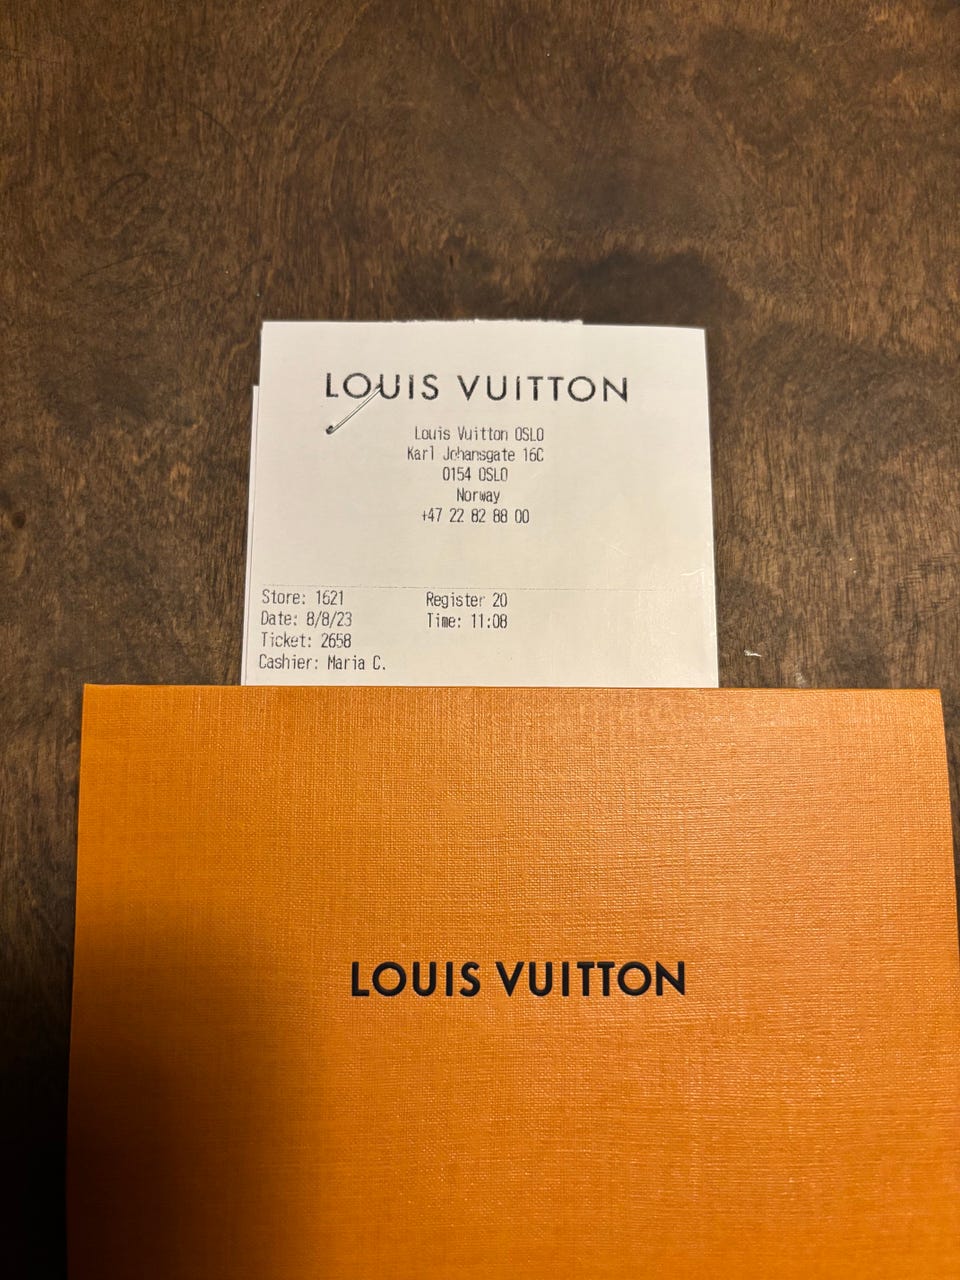 LOUIS VUITTON
Louis Vuitton OSLO
Karl Johansgate 16C
0154 OSLO
Norway
+47 22 82 88 00
Store: 1621 Register 20
Date: 8/8/23 Time: 11:08
Ticket: 2658
Cashier: Maria C.
LOUIS VUITTON